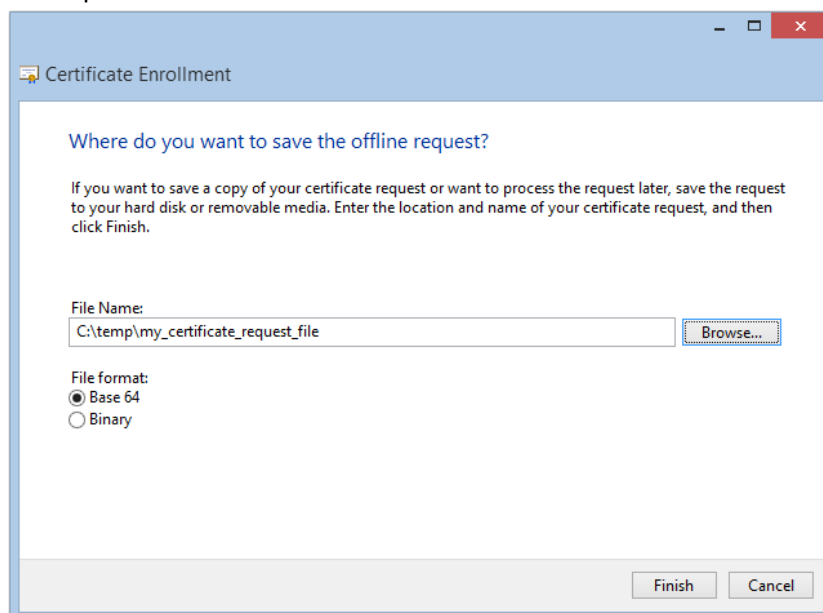 Certificate Enrollment
Where do you want to save the offline request?
If you want to save a copy of your certificate request or want to process the request later, save the request
to your hard disk or removable media. Enter the location and name of your certificate request, and then
click Finish.
File Name:
C:\temp\my_certificate_request_file Browse...
File format:
Base 64
Binary
Finish Cancel